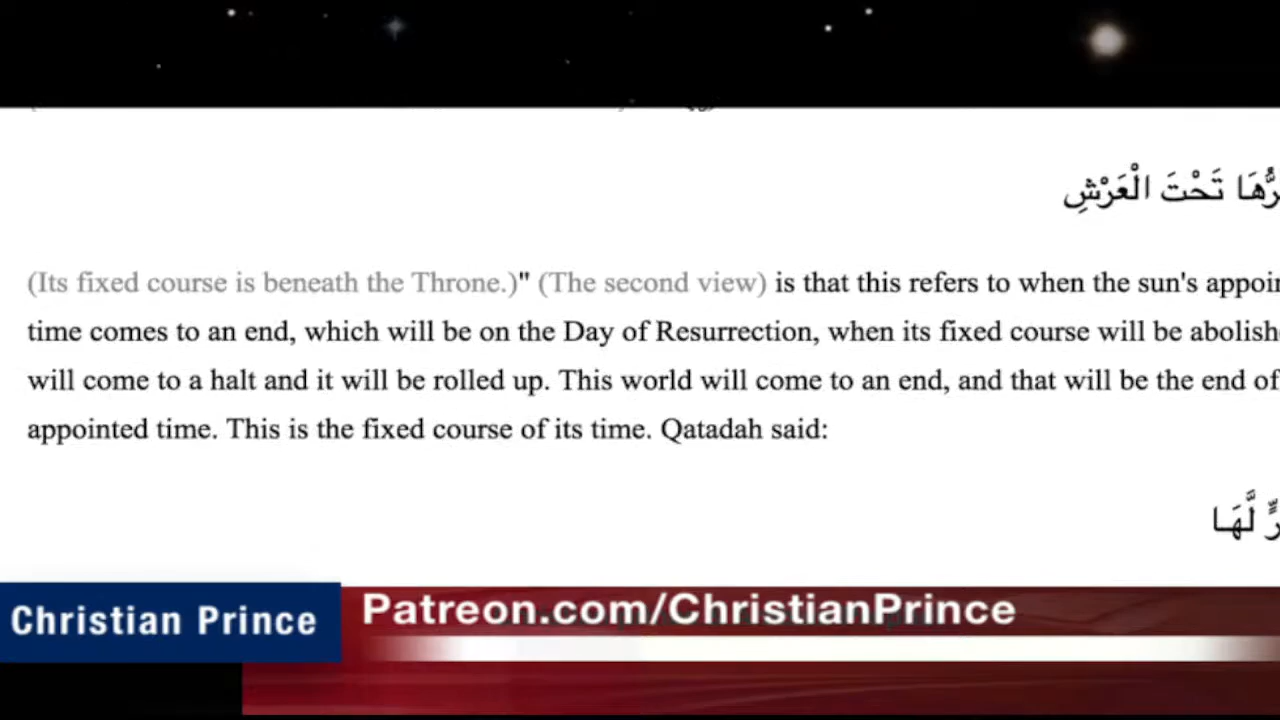 تَحْتَ الْعَرْشِ
(Its fixed course is beneath the Throne.)" (The second view) is that this refers to when the sun's
time comes to an end, which will be on the Day of Resurrection, when its fixed course will be
will come to a halt and it will be rolled up. This world will come to an end, and that will be the end of
appointed time. This is the fixed course of its time. Qatadah said:
لَّهَا
Christian Prince
Patreon.com/ChristianPrince